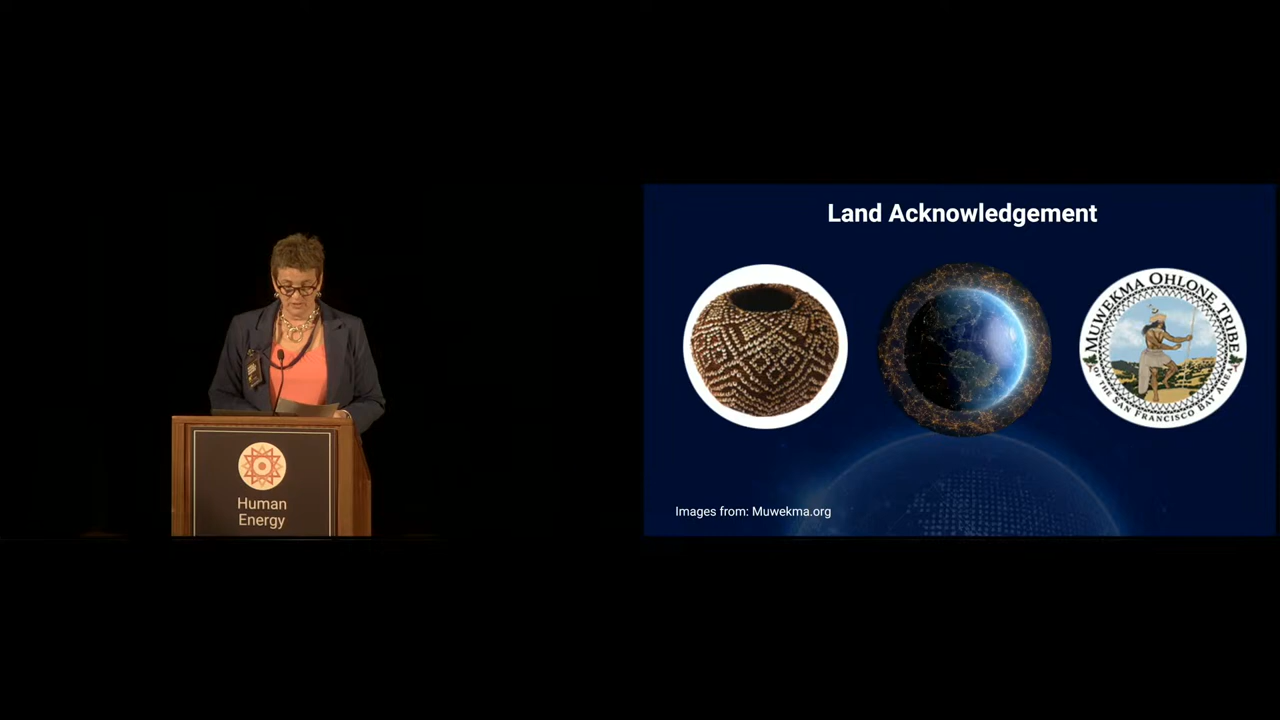 Land Acknowledgement
MUWEKMA OHLONE TRIBE
OF THE SAN FRANCISCO BAY AREA
Images from: Muwekma.org
Human
Energy